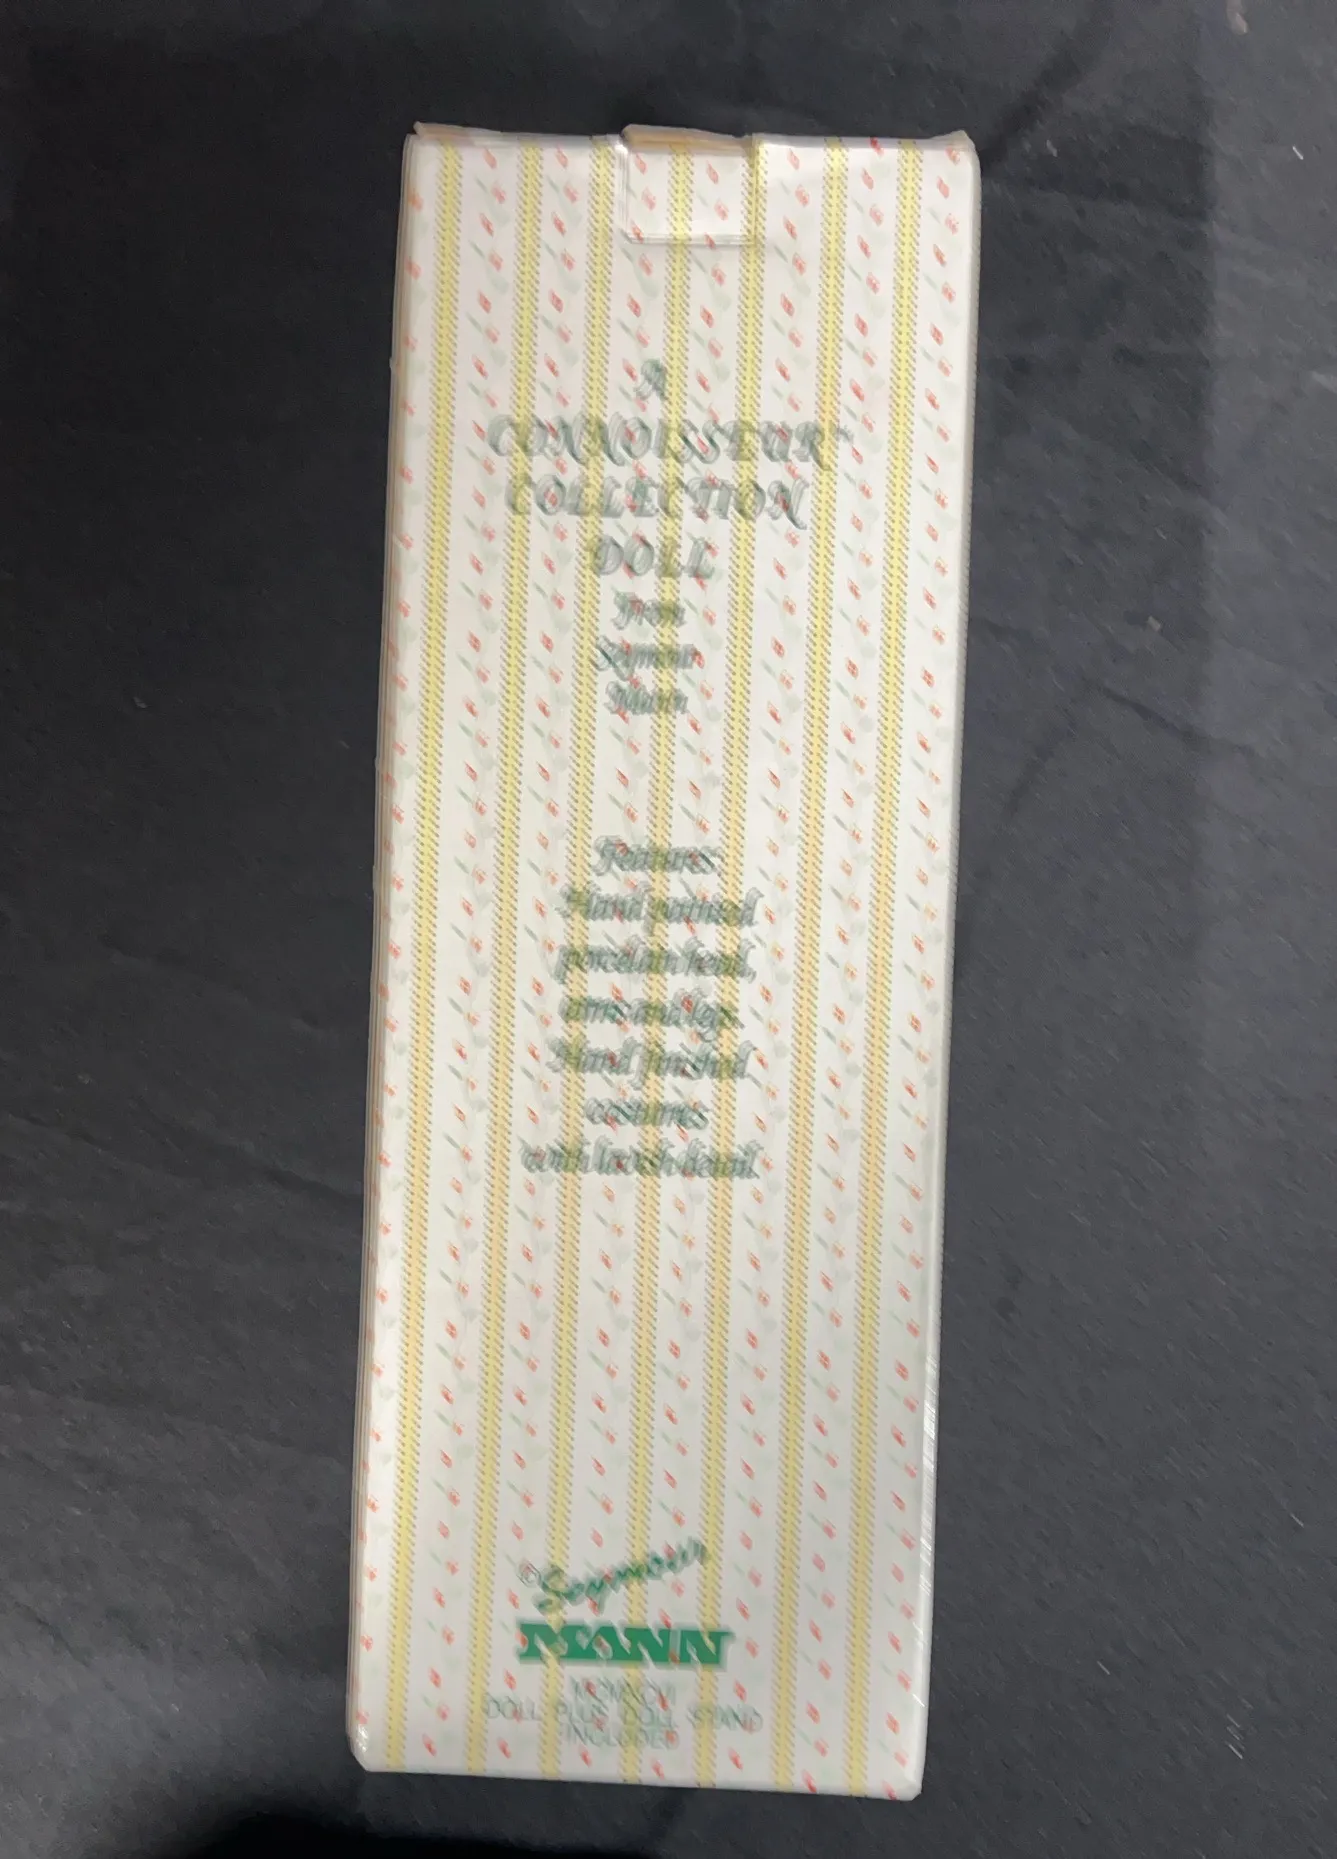 A
CONNOISSEUR
COLLECTION
DOLL
from
Seymour
Mann
Features:
Hand painted
porcelain head,
arms and legs.
Hand finished
costumes
with lavish detail.
© Seymour
MANN
DOLL PLUS DOLL STAND
INCLUDED